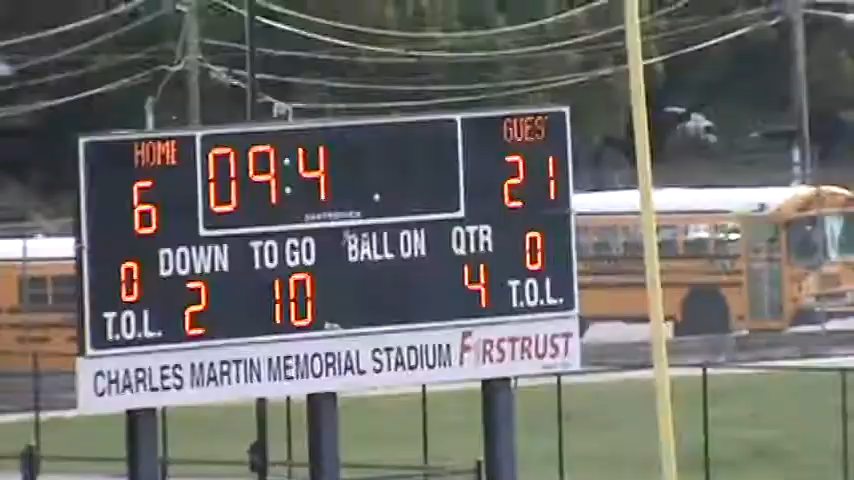 HOME 09:4 GUES
6 21
DOWN TO GO BALL ON QTR
0 2 10 4 0
T.O.L. T.O.L.
CHARLES MARTIN MEMORIAL STADIUM FIRSTRUST